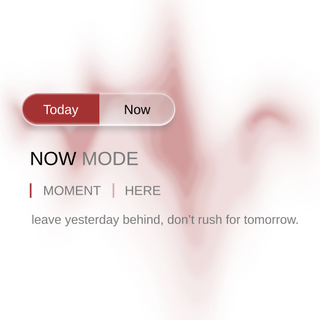 Today Now
NOW MODE
MOMENT HERE
leave yesterday behind, don't rush for tomorrow.